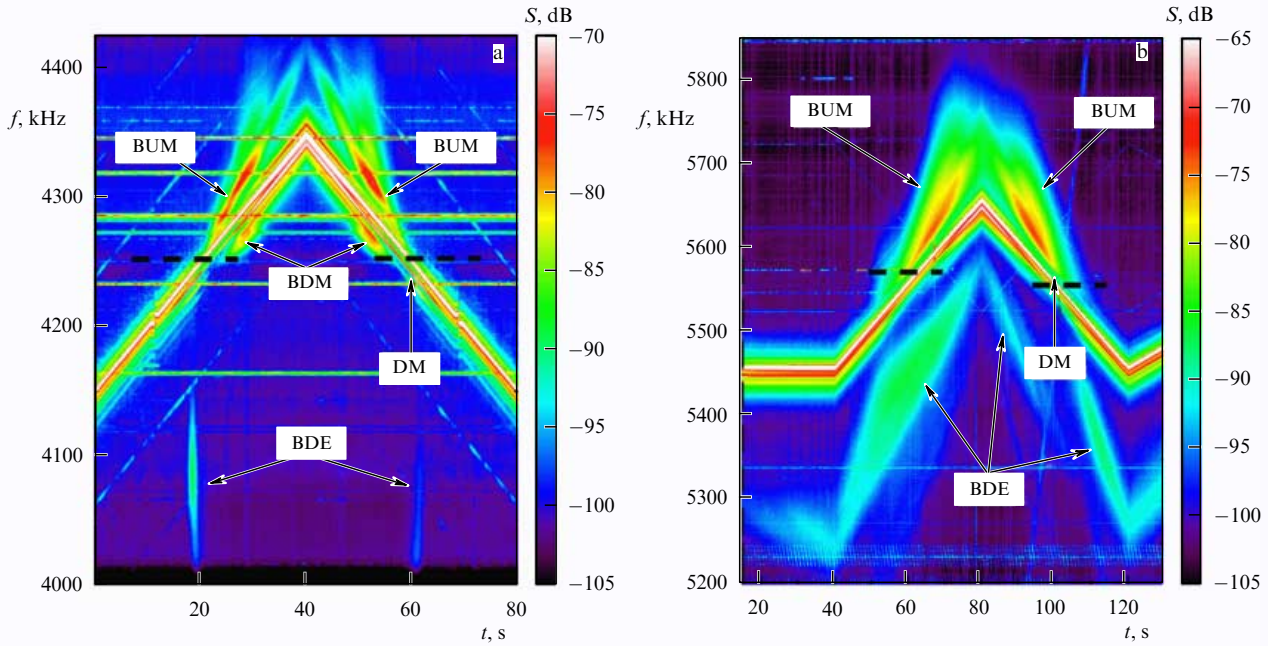 S, dB
a
f, kHz
4400
4300
4200
4100
4000
20
40
60
80
t, s
BUM
BUM
BDM
DM
BDE
−70
−75
−80
−85
−90
−95
−100
−105
S, dB
b
f, kHz
5800
5700
5600
5500
5400
5300
5200
20
40
60
80
100
120
t, s
BUM
BUM
DM
BDE
−65
−70
−75
−80
−85
−90
−95
−100
−105